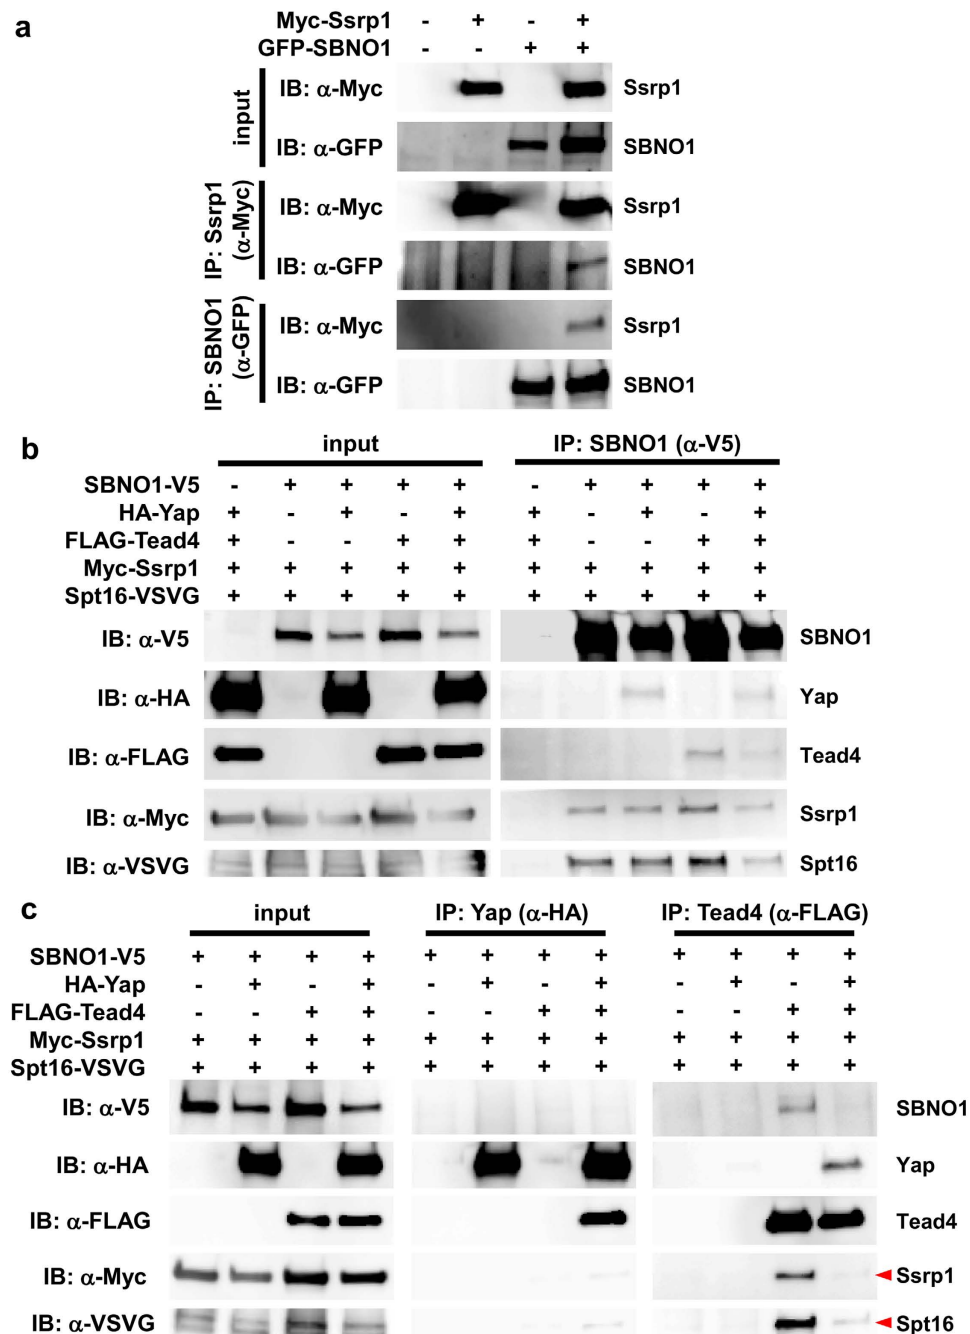 a
Myc-Ssrp1 - + - +
GFP-SBNO1 - - + +
input
IB: α-Myc Ssrp1
IB: α-GFP SBNO1
IP: Ssrp1 (α-Myc)
IB: α-Myc Ssrp1
IB: α-GFP SBNO1
IP: SBNO1 (α-GFP)
IB: α-Myc Ssrp1
IB: α-GFP SBNO1
b
input IP: SBNO1 (α-V5)
SBNO1-V5 - + + + + - + + + +
HA-Yap + - + - + + - + - +
FLAG-Tead4 + - - + + + - - + +
Myc-Ssrp1 + + + + + + + + + +
Spt16-VSVG + + + + + + + + + +
IB: α-V5 SBNO1
IB: α-HA Yap
IB: α-FLAG Tead4
IB: α-Myc Ssrp1
IB: α-VSVG Spt16
c
input IP: Yap (α-HA) IP: Tead4 (α-FLAG)
SBNO1-V5 + + + + + + + + + + + +
HA-Yap - + - + - + - + - + - +
FLAG-Tead4 - - + + - - + + - - + +
Myc-Ssrp1 + + + + + + + + + + + +
Spt16-VSVG + + + + + + + + + + + +
IB: α-V5 SBNO1
IB: α-HA Yap
IB: α-FLAG Tead4
IB: α-Myc Ssrp1
IB: α-VSVG Spt16